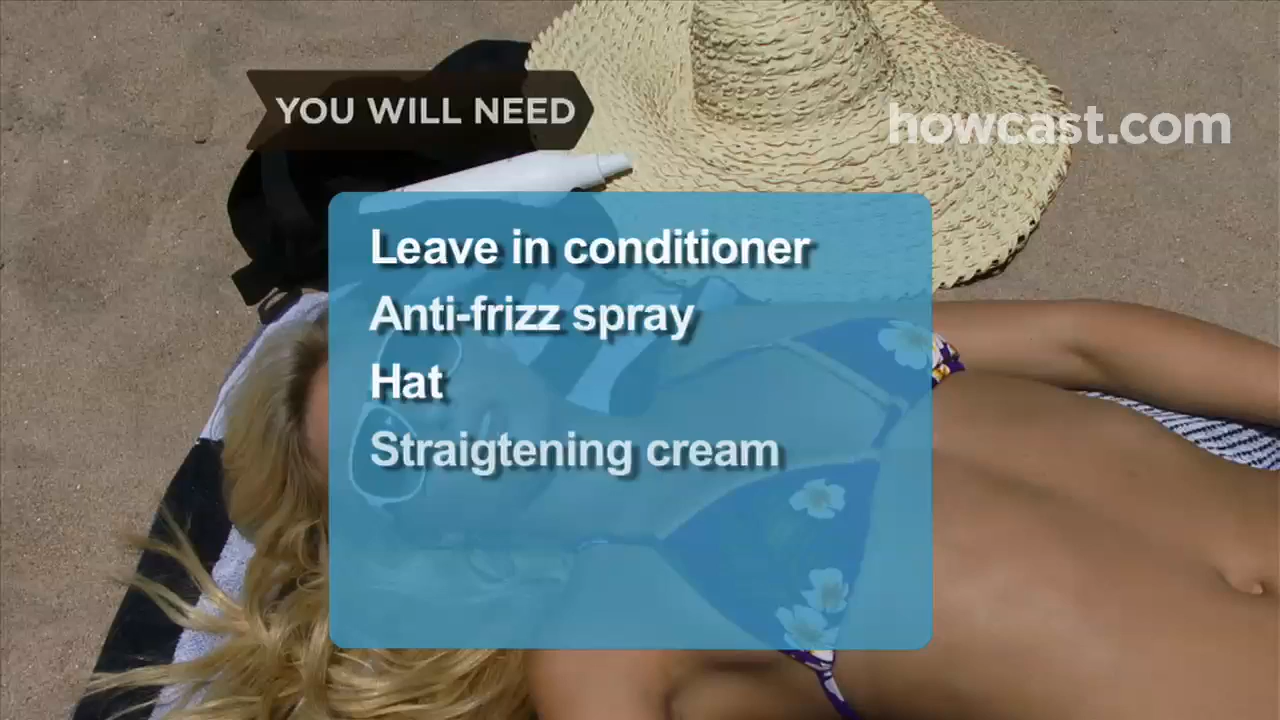 YOU WILL NEED
howcast.com
Leave in conditioner
Anti-frizz spray
Hat
Straigtening cream